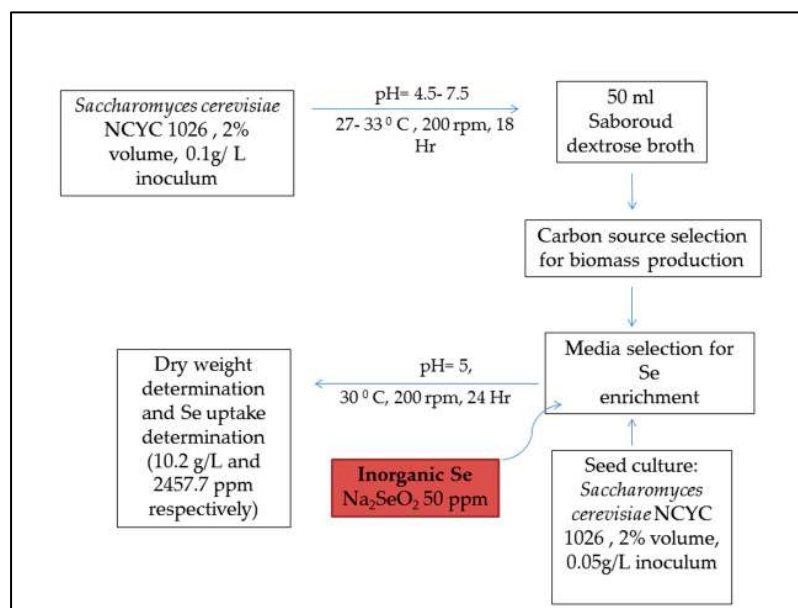 Saccharomyces cerevisiae
NCYC 1026 , 2%
volume, 0.1g/ L
inoculum
pH= 4.5- 7.5
27- 33 ⁰ C , 200 rpm, 18
Hr
50 ml
Saboroud
dextrose broth
Carbon source selection
for biomass production
Media selection for
Se
enrichment
Seed culture:
Saccharomyces
cerevisiae NCYC
1026 , 2% volume,
0.05g/L inoculum
Inorganic Se
Na₂SeO₂ 50 ppm
pH= 5,
30 ⁰ C, 200 rpm, 24 Hr
Dry weight
determination
and Se uptake
determination
(10.2 g/L and
2457.7 ppm
respectively)